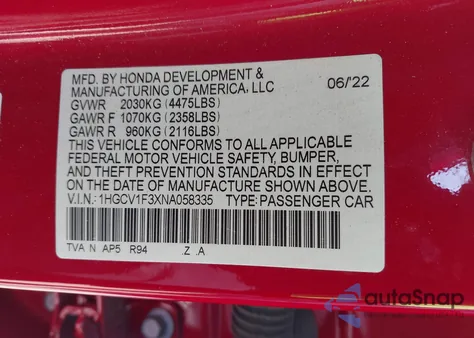 MFD. BY HONDA DEVELOPMENT &
MANUFACTURING OF AMERICA, LLC 06/22
GVWR 2030KG (4475LBS)
GAWR F 1070KG (2358LBS)
GAWR R 960KG (2116LBS)
THIS VEHICLE CONFORMS TO ALL APPLICABLE
FEDERAL MOTOR VEHICLE SAFETY, BUMPER,
AND THEFT PREVENTION STANDARDS IN EFFECT
ON THE DATE OF MANUFACTURE SHOWN ABOVE.
V.I.N.: 1HGCV1F3XNA058335 TYPE: PASSENGER CAR
TVA N AP5 R94 .Z .A
autoSnap